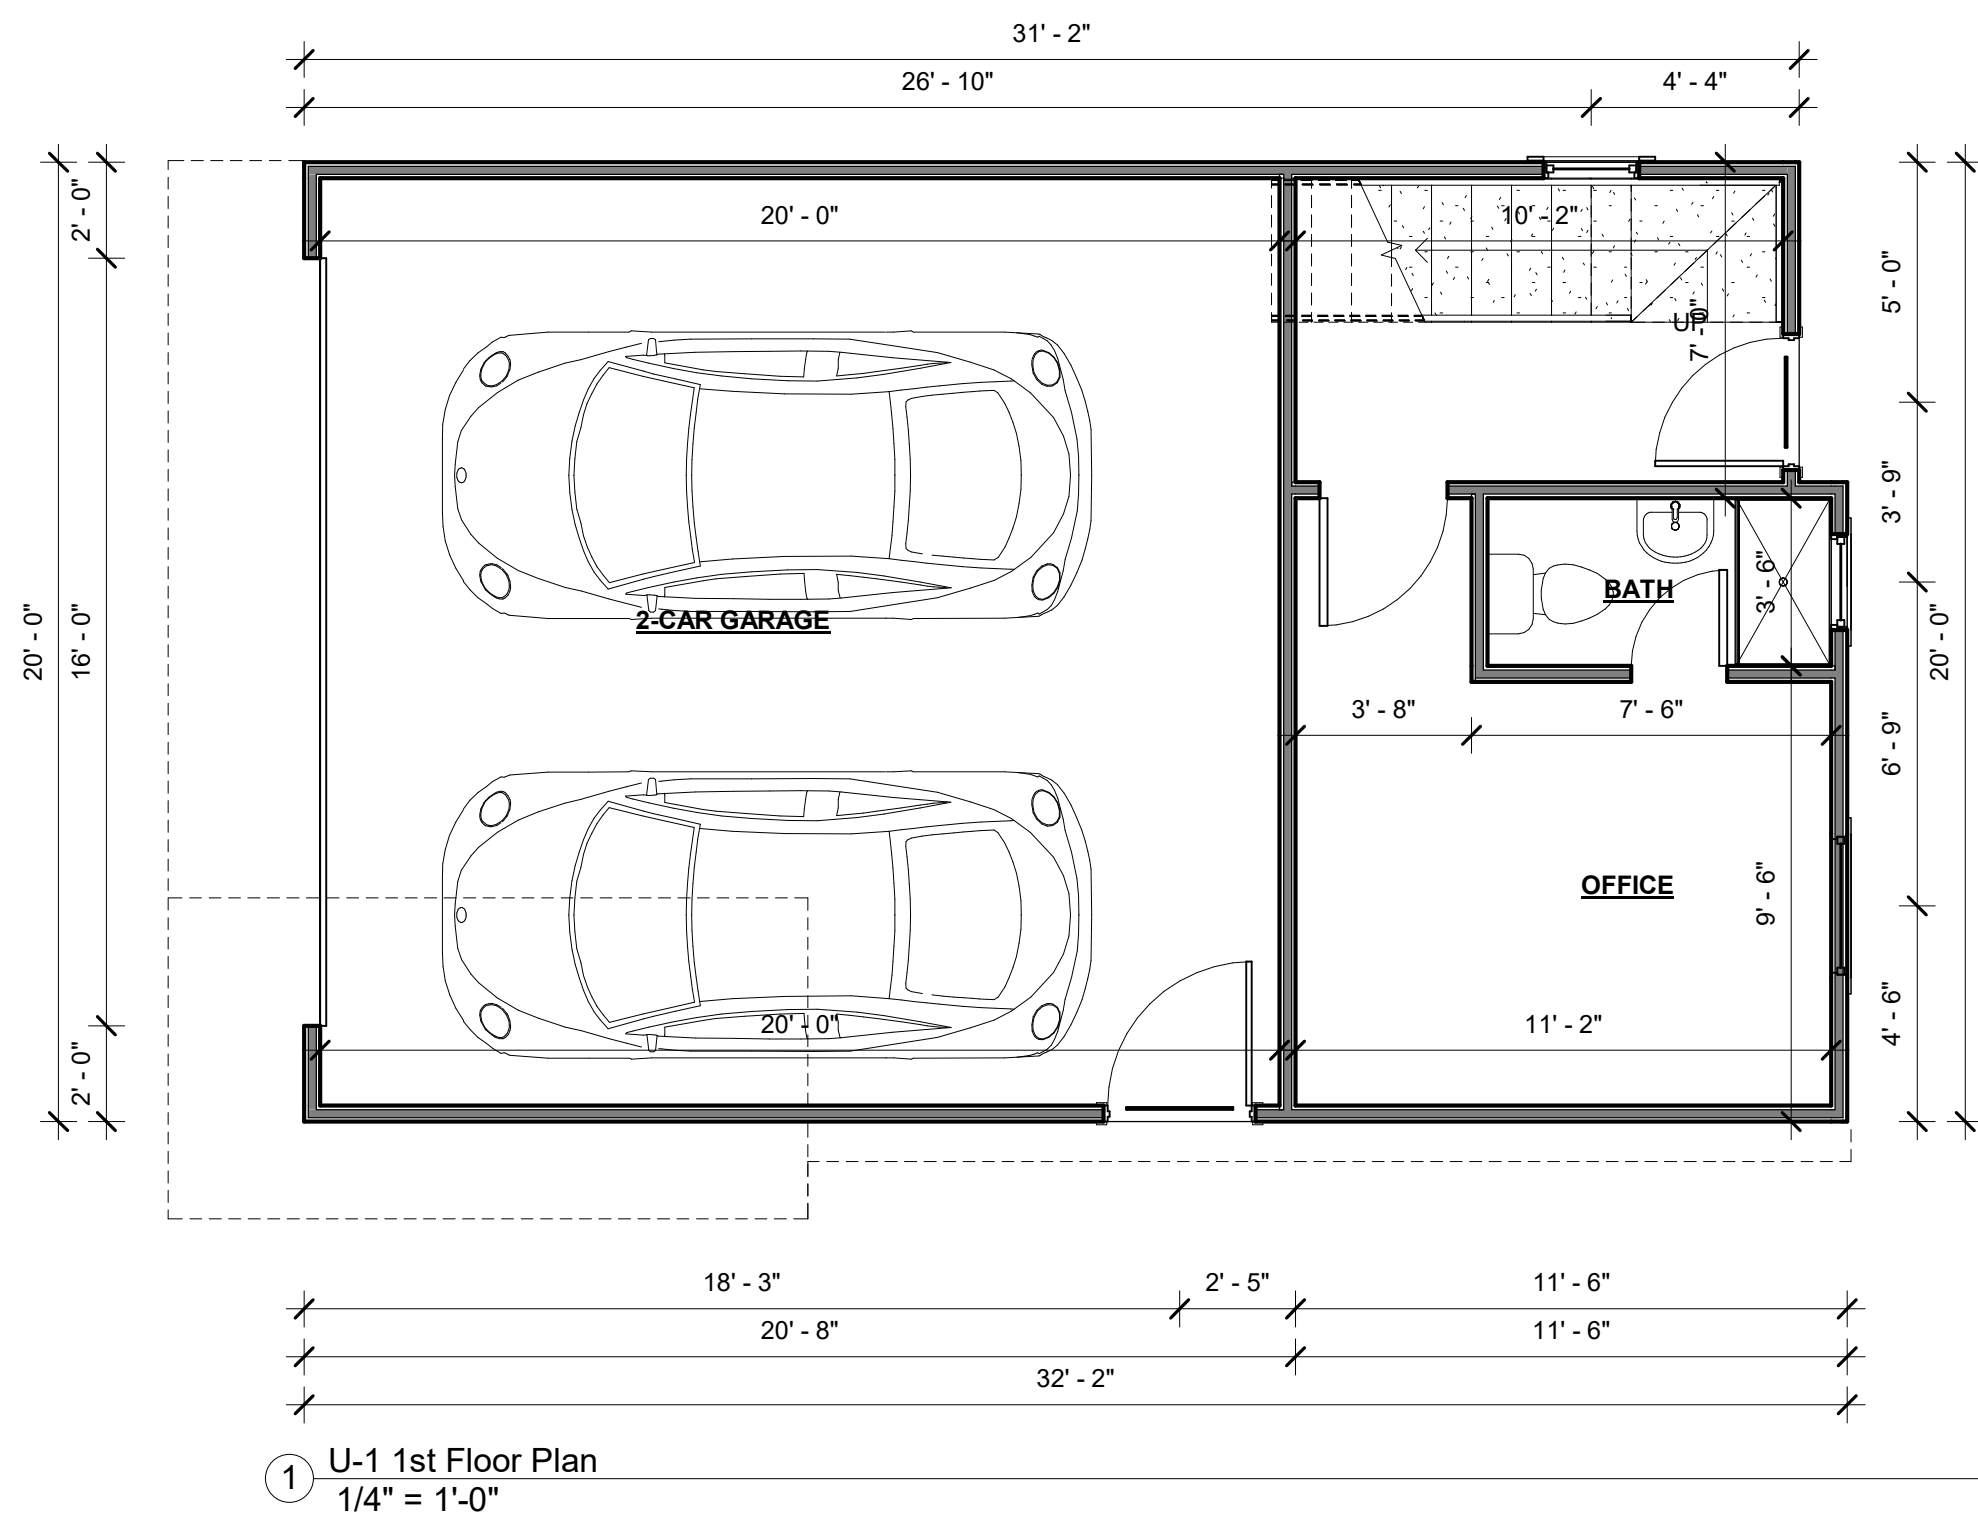 31' - 2"
26' - 10"
4' - 4"
2' - 0"
20' - 0"
10' - 2"
5' - 0"
UP
7' - 0"
3' - 9"
20' - 0"
16' - 0"
2-CAR GARAGE
BATH
3' - 6"
20' - 0"
3' - 8"
7' - 6"
6' - 9"
OFFICE
9' - 6"
20' - 0"
11' - 2"
4' - 6"
2' - 0"
18' - 3"
2' - 5"
11' - 6"
20' - 8"
11' - 6"
32' - 2"
1
U-1 1st Floor Plan
1/4" = 1'-0"